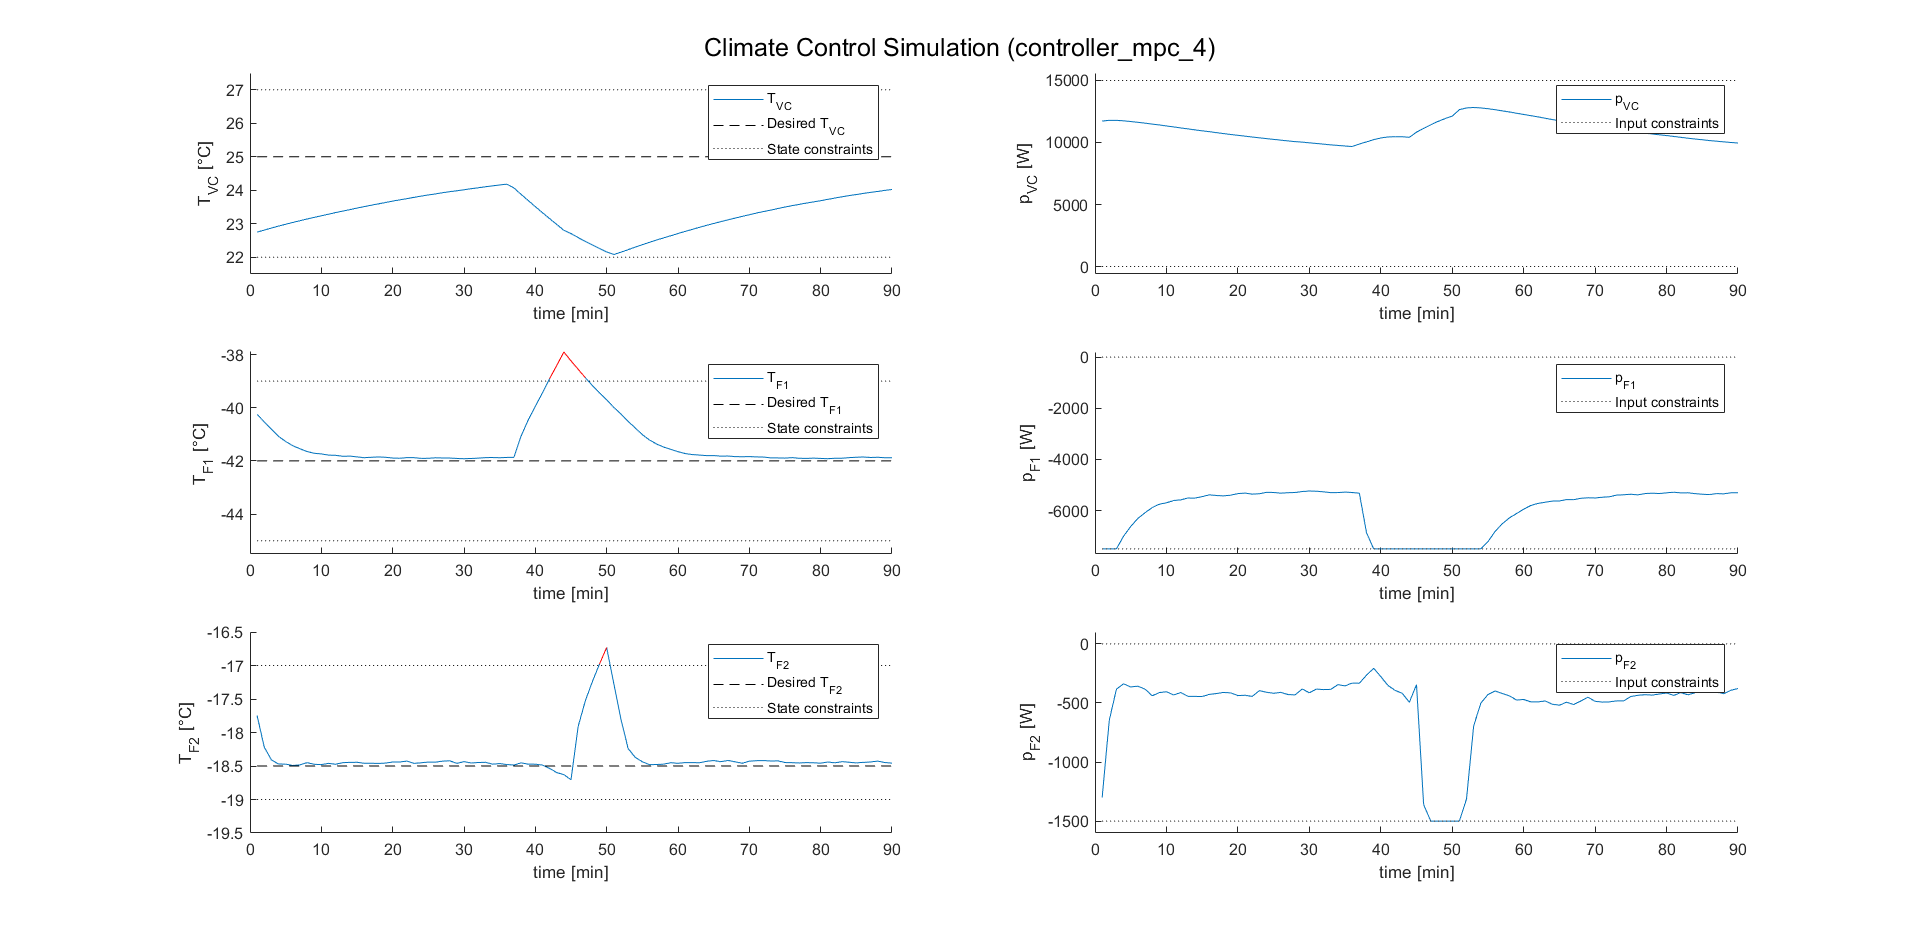 Climate Control Simulation (controller_mpc_4)
27
26
25
24
23
22
T_VC [°C]
T_VC
Desired T_VC
State constraints
0 10 20 30 40 50 60 70 80 90
time [min]
15000
10000
5000
0
p_VC [W]
p_VC
Input constraints
0 10 20 30 40 50 60 70 80 90
time [min]
-38
-40
-42
-44
T_F1 [°C]
T_F1
Desired T_F1
State constraints
0 10 20 30 40 50 60 70 80 90
time [min]
0
-2000
-4000
-6000
p_F1 [W]
p_F1
Input constraints
0 10 20 30 40 50 60 70 80 90
time [min]
-16.5
-17
-17.5
-18
-18.5
-19
-19.5
T_F2 [°C]
T_F2
Desired T_F2
State constraints
0 10 20 30 40 50 60 70 80 90
time [min]
0
-500
-1000
-1500
p_F2 [W]
p_F2
Input constraints
0 10 20 30 40 50 60 70 80 90
time [min]